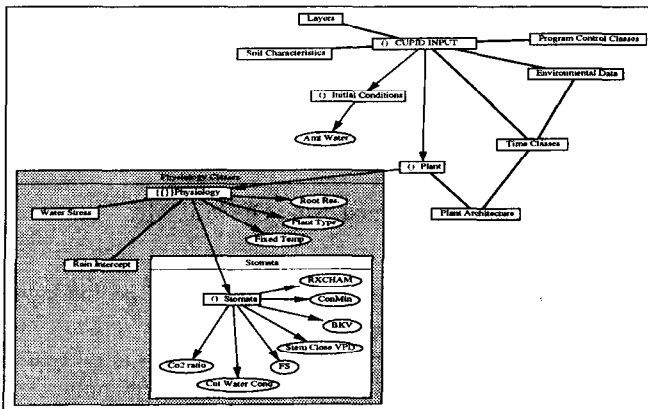 Layers
Program Control Classes
() CUPID INPUT
Soil Characteristics
Environmental Data
() Initial Conditions
Amt Water
Time Classes
() Plant
Physiology Classes
[{}]Physiology
Root Res.
Water Stress
Plant Type
Plant Architecture
Fixed Temp
Rain Intercept
Stomata
RXCHAM
() Stomata
ConMin
BKV
Stem Close VPD
Co2 ratio
FS
Cut Water Cond